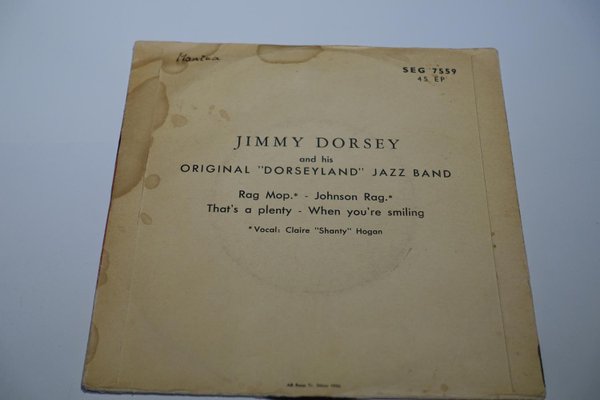 SEG 7559
45 EP
JIMMY DORSEY
and his
ORIGINAL "DORSEYLAND" JAZZ BAND
Rag Mop.* - Johnson Rag.*
That's a plenty - When you're smiling
*Vocal: Claire "Shanty" Hogan